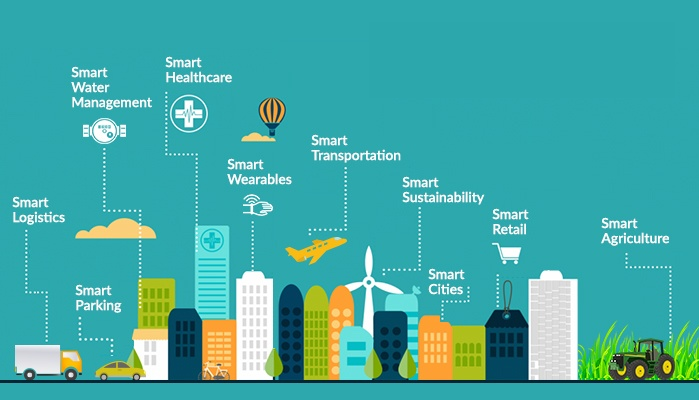 Smart
Water
Management
Smart
Healthcare
Smart
Transportation
Smart
Wearables
Smart
Sustainability
Smart
Logistics
Smart
Retail
Smart
Agriculture
Smart
Cities
Smart
Parking